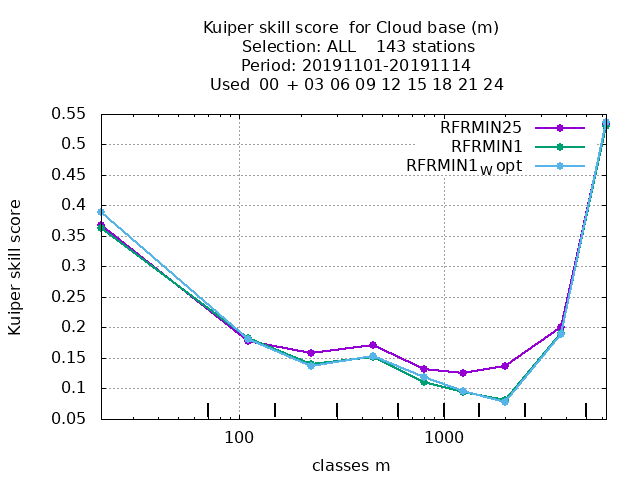 Kuiper skill score  for Cloud base (m)
Selection: ALL    143 stations
Period: 20191101-20191114
Used  00 + 03 06 09 12 15 18 21 24
RFRMIN25
RFRMIN1
RFRMIN1w opt
0.55
0.5
0.45
0.4
0.35
0.3
0.25
0.2
0.15
0.1
0.05
Kuiper skill score
100
1000
classes m